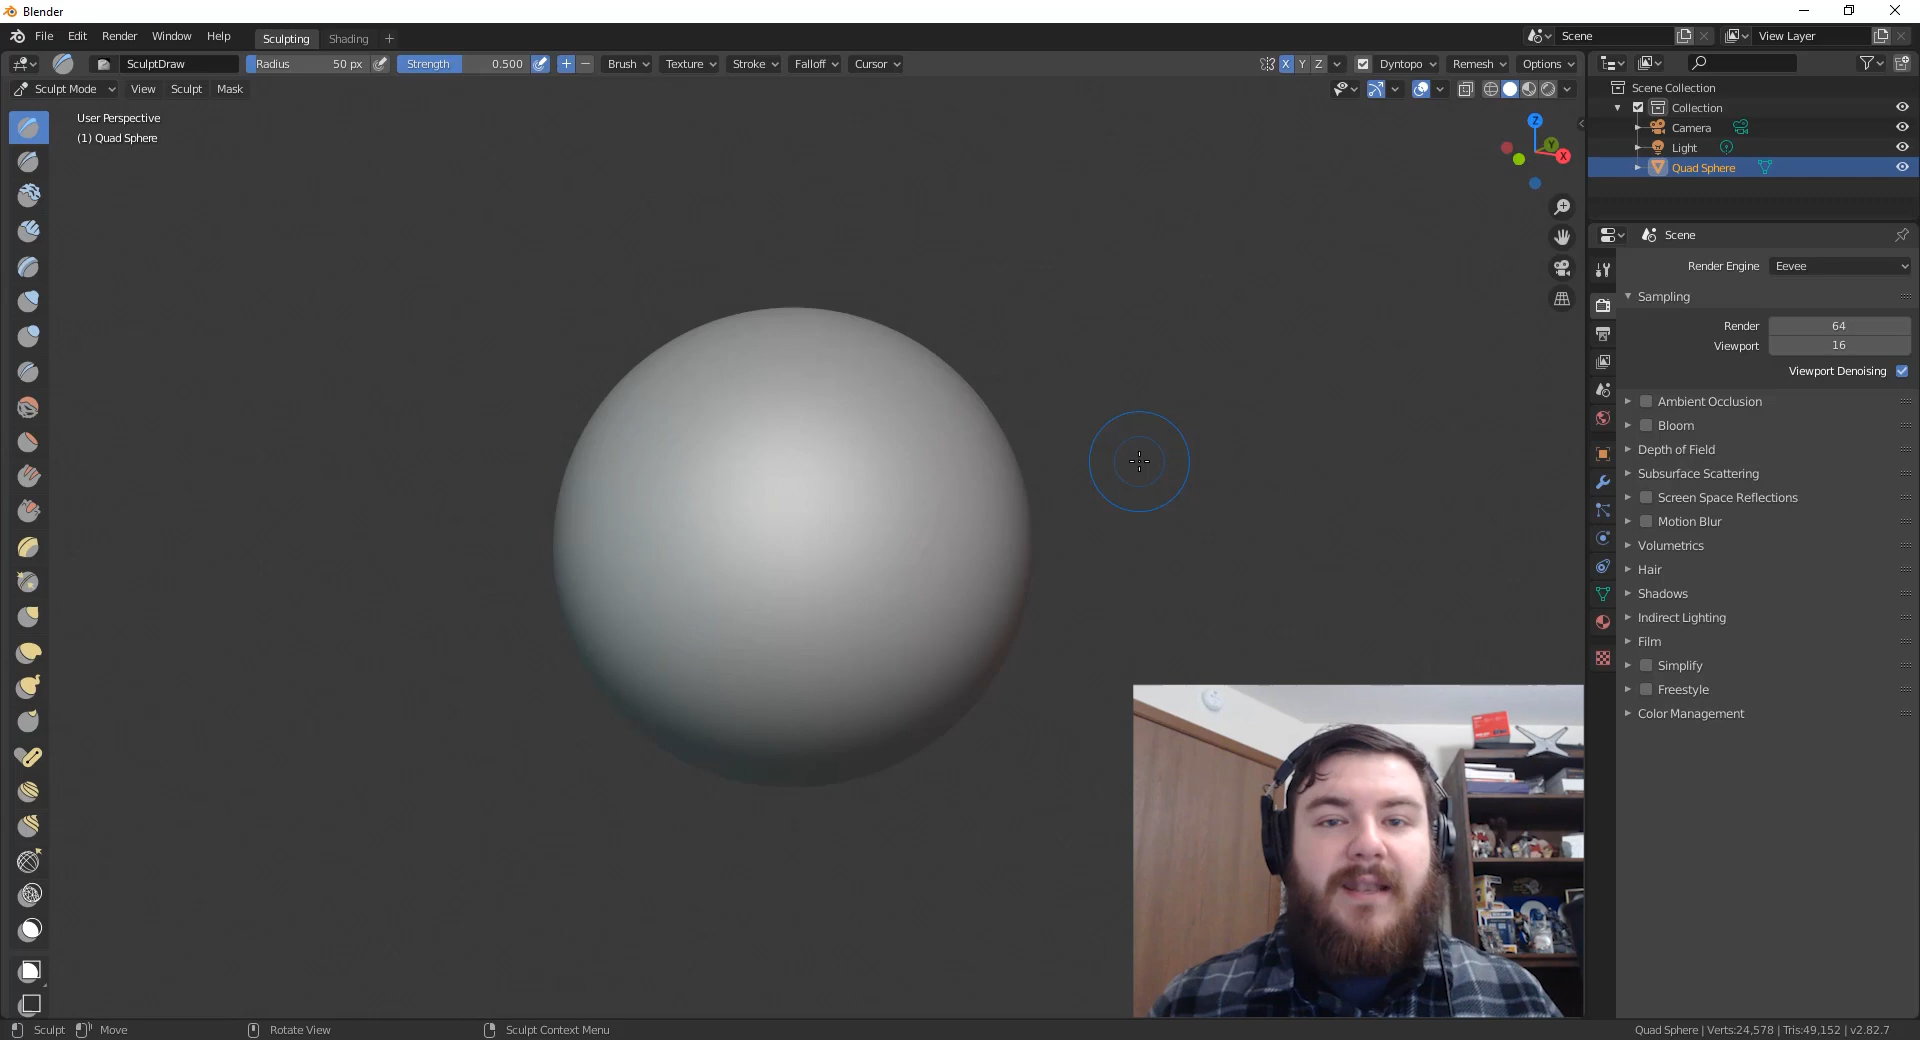 Blender
File Edit Render Window Help Sculpting Shading + Scene View Layer
SculptDraw Radius 50 px Strength 0.500 + − Brush Texture Stroke Falloff Cursor X Y Z Dyntopo Remesh Options
Sculpt Mode View Sculpt Mask
User Perspective
(1) Quad Sphere
Z
Y
X
Scene Collection
Collection
Camera
Light
Quad Sphere
Scene
Render Engine Eevee
Sampling
Render 64
Viewport 16
Viewport Denoising
Ambient Occlusion
Bloom
Depth of Field
Subsurface Scattering
Screen Space Reflections
Motion Blur
Volumetrics
Hair
Shadows
Indirect Lighting
Film
Simplify
Freestyle
Color Management
Sculpt Move Rotate View Sculpt Context Menu Quad Sphere | Verts:24,578 | Tris:49,152 | v2.82.7